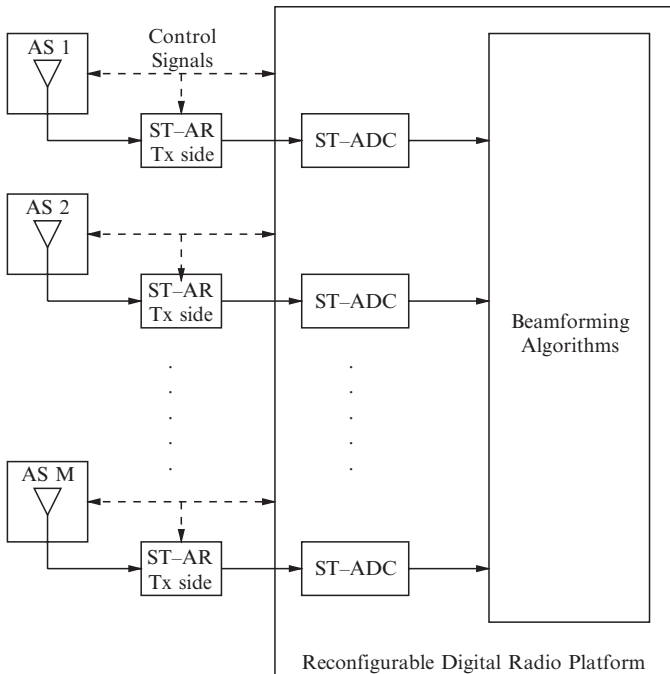 AS 1
Control
Signals
ST–AR
Tx side
ST–ADC
AS 2
ST–AR
Tx side
ST–ADC
Beamforming
Algorithms
AS M
ST–AR
Tx side
ST–ADC
Reconfigurable Digital Radio Platform